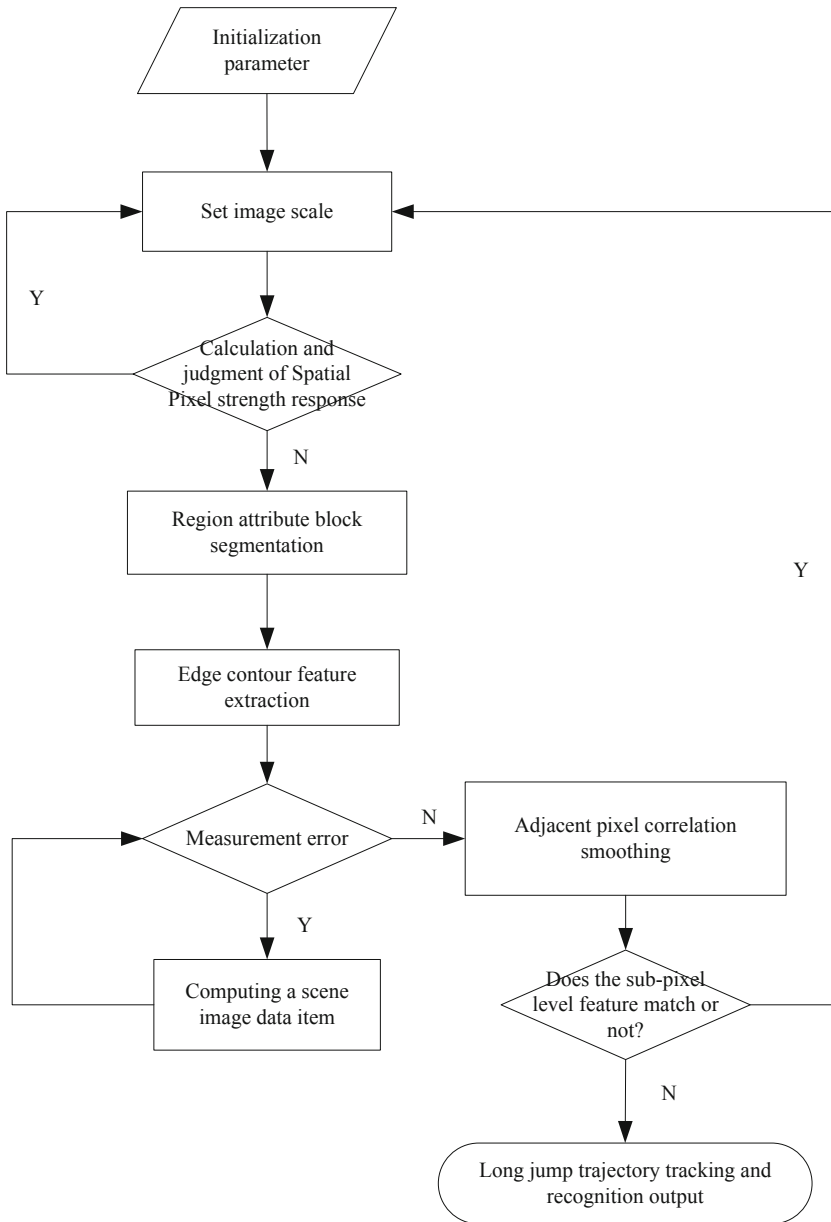 Initialization
parameter
Set image scale
Y
Calculation and
judgment of Spatial
Pixel strength response
N
Region attribute block
segmentation
Y
Edge contour feature
extraction
Measurement error
N
Adjacent pixel correlation
smoothing
Y
Computing a scene
image data item
Does the sub-pixel
level feature match or
not?
N
Long jump trajectory tracking and
recognition output